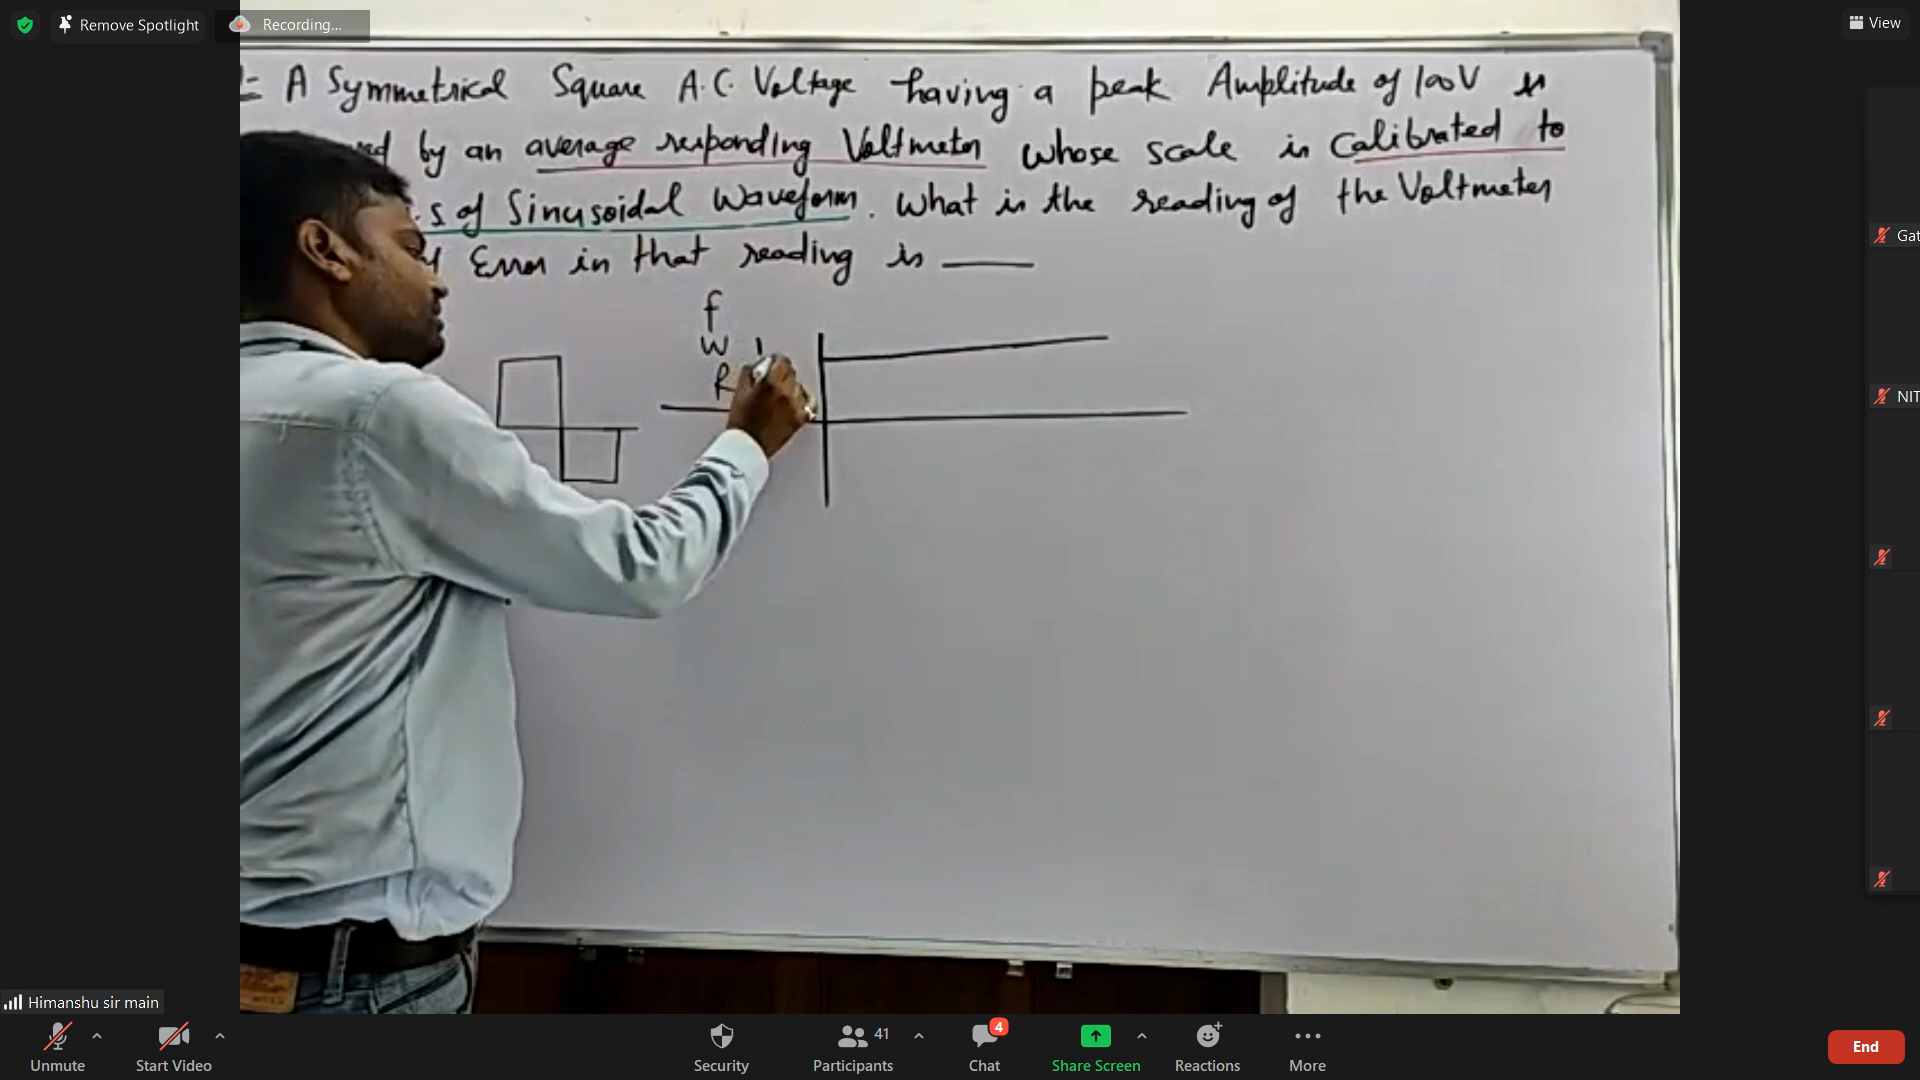 Remove Spotlight
Recording...
View
A Symmetrical Square A.C. Voltage having a peak Amplitude of 100V is
by an average responding Voltmeter whose scale is Calibrated to
s of Sinusoidal Waveform. What is the reading of the Voltmeter
Error in that reading is ____
f
W
R
Gat
NIT
Himanshu sir main
Unmute
Start Video
Security
Participants
41
Chat
4
Share Screen
Reactions
More
End